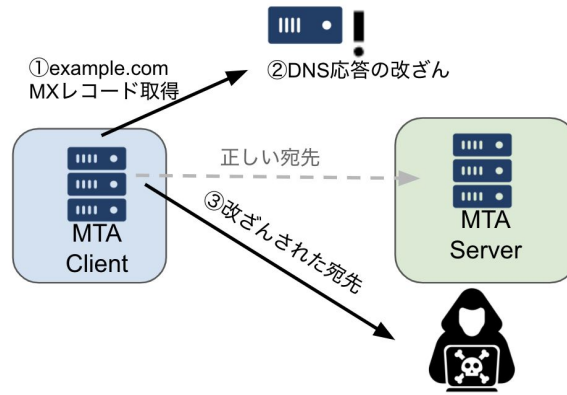 ①example.com
MXレコード取得
②DNS応答の改ざん
正しい宛先
③改ざんされた宛先
MTA
Client
MTA
Server